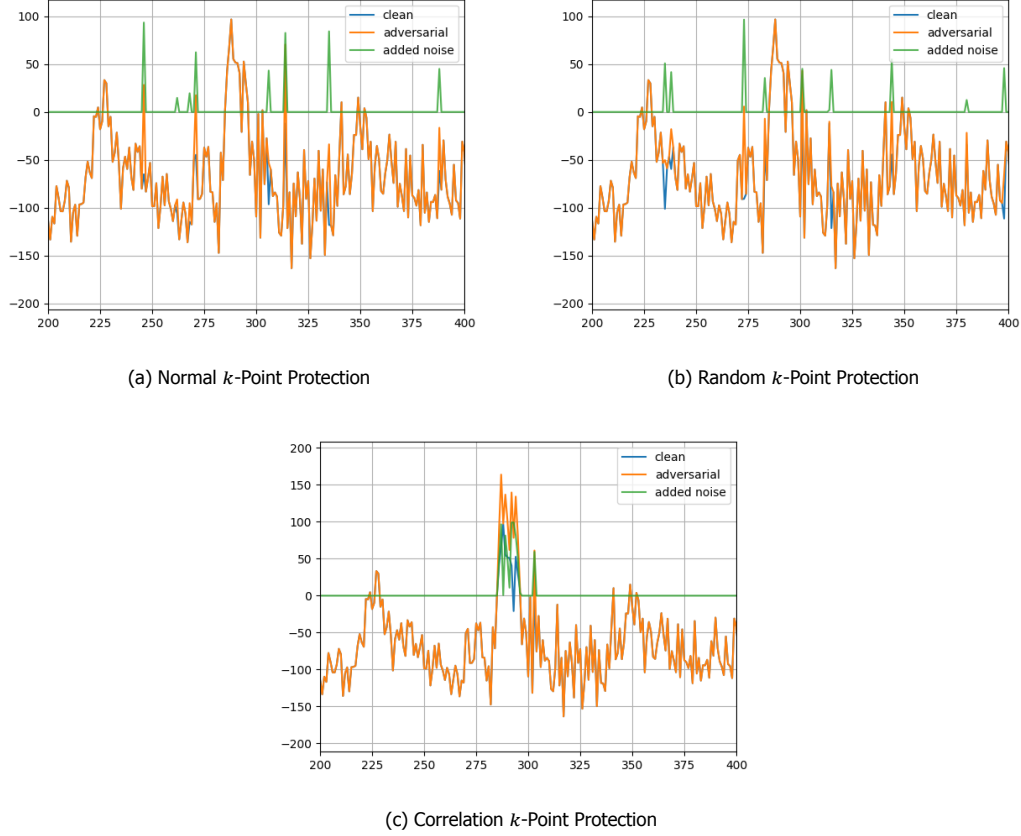 100
50
0
−50
−100
−150
−200
200 225 250 275 300 325 350 375 400
clean
adversarial
added noise
(a) Normal k-Point Protection
100
50
0
−50
−100
−150
−200
200 225 250 275 300 325 350 375 400
clean
adversarial
added noise
(b) Random k-Point Protection
200
150
100
50
0
−50
−100
−150
−200
200 225 250 275 300 325 350 375 400
clean
adversarial
added noise
(c) Correlation k-Point Protection